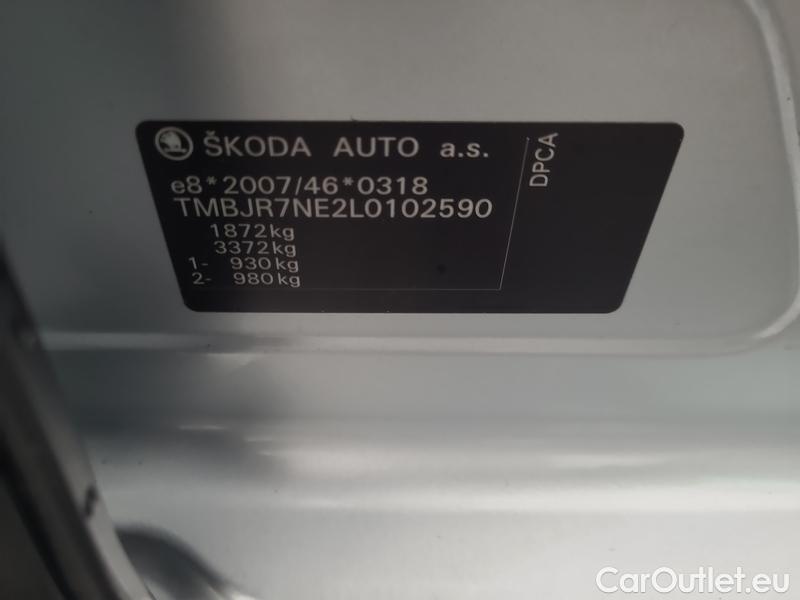 ŠKODA AUTO a.s.
e8*2007/46*0318
TMBJR7NE2L0102590
1872kg
3372kg
1- 930kg
2- 980kg
DPCA
CarOutlet.eu